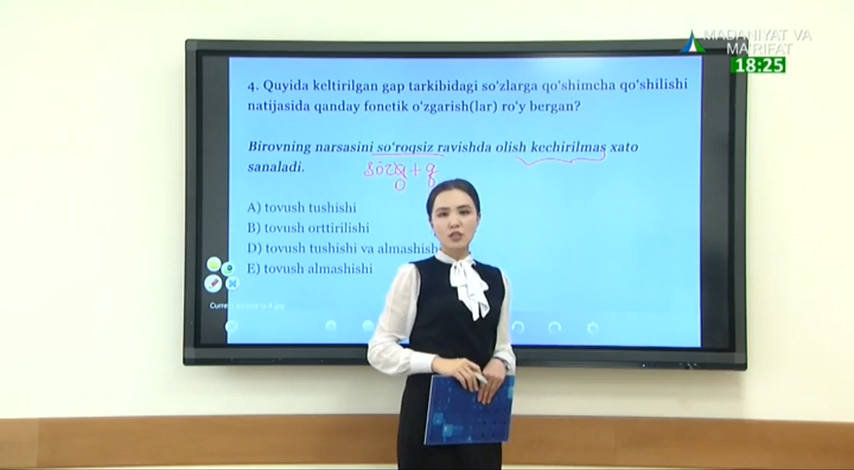 MADANIYAT VA
MA'RIFAT
18:25
4. Quyida keltirilgan gap tarkibidagi so'zlarga qo'shimcha qo'shilishi
natijasida qanday fonetik o'zgarish(lar) ro'y bergan?
Birovning narsasini so'roqsiz ravishda olish kechirilmas xato
sanaladi.
A) tovush tushishi
B) tovush orttirilishi
D) tovush tushishi va almashish
E) tovush almashishi